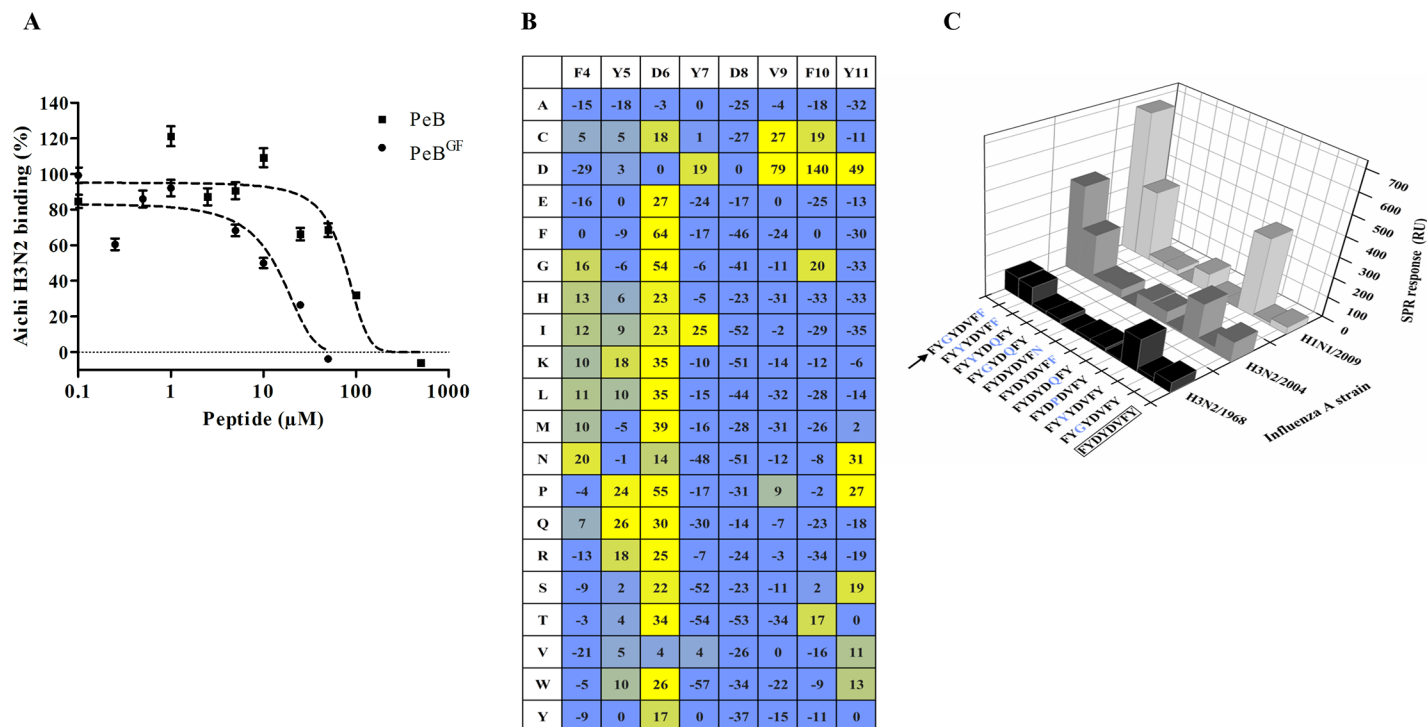 A
Aichi H3N2 binding (%)
140
120
100
80
60
40
20
0
0.1
1
10
100
1000
Peptide (µM)
PeB
PeB^GF
B
F4 Y5 D6 Y7 D8 V9 F10 Y11
A -15 -18 -3 0 -25 -4 -18 -32
C 5 5 18 1 -27 27 19 -11
D -29 3 0 19 0 79 140 49
E -16 0 27 -24 -17 0 -25 -13
F 0 -9 64 -17 -46 -24 0 -30
G 16 -6 54 -6 -41 -11 20 -33
H 13 6 23 -5 -23 -31 -33 -33
I 12 9 23 25 -52 -2 -29 -35
K 10 18 35 -10 -51 -14 -12 -6
L 11 10 35 -15 -44 -32 -28 -14
M 10 -5 39 -16 -28 -31 -26 2
N 20 -1 14 -48 -51 -12 -8 31
P -4 24 55 -17 -31 9 -2 27
Q 7 26 30 -30 -14 -7 -23 -18
R -13 18 25 -7 -24 -3 -34 -19
S -9 2 22 -52 -23 -11 2 19
T -3 4 34 -54 -53 -34 17 0
V -21 5 4 4 -26 0 -16 11
W -5 10 26 -57 -34 -22 -9 13
Y -9 0 17 0 -37 -15 -11 0
C
700
600
500
400
300
200
100
0
SPR response (RU)
H1N1/2009
H3N2/2004
H3N2/1968
Influenza A strain
FYGYDVFF
FYYYDVFF
FYYYDQFY
FYGYDQFY
FYDYDVFN
FYDYDVFF
FYDYDQFY
FYDPDVFY
FYYYDVFY
FYGYDVFY
FYDYDVFY